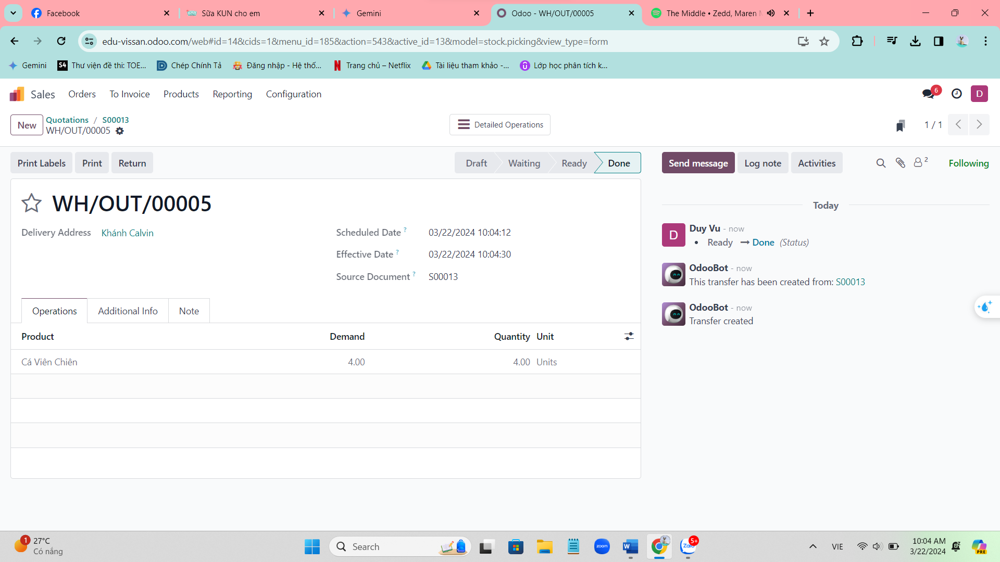 Facebook
Sữa KUN cho em
Gemini
Odoo - WH/OUT/00005
The Middle • Zedd, Maren
edu-vissan.odoo.com/web#id=14&cids=1&menu_id=185&action=543&active_id=13&model=stock.picking&view_type=form
Gemini
S4 Thư viện đề thi: TOE...
Chép Chính Tả
Đăng nhập - Hệ thố...
Trang chủ – Netflix
Tài liệu tham khảo -...
Lớp học phân tích k...
Sales Orders To Invoice Products Reporting Configuration 6 D
New
Quotations / S00013
WH/OUT/00005
Detailed Operations
1 / 1
Print Labels Print Return
Draft Waiting Ready Done
Send message Log note Activities 2 Following
WH/OUT/00005
Delivery Address Khánh Calvin
Scheduled Date ? 03/22/2024 10:04:12
Effective Date ? 03/22/2024 10:04:30
Source Document ? S00013
Operations Additional Info Note
Product Demand Quantity Unit
Cá Viên Chiên 4.00 4.00 Units
Today
D
Duy Vu - now
• Ready → Done (Status)
OdooBot - now
This transfer has been created from: S00013
OdooBot - now
Transfer created
1
27°C
Có nắng
Search
zoom
W
Zalo
5+
VIE
10:04 AM
3/22/2024
PRE